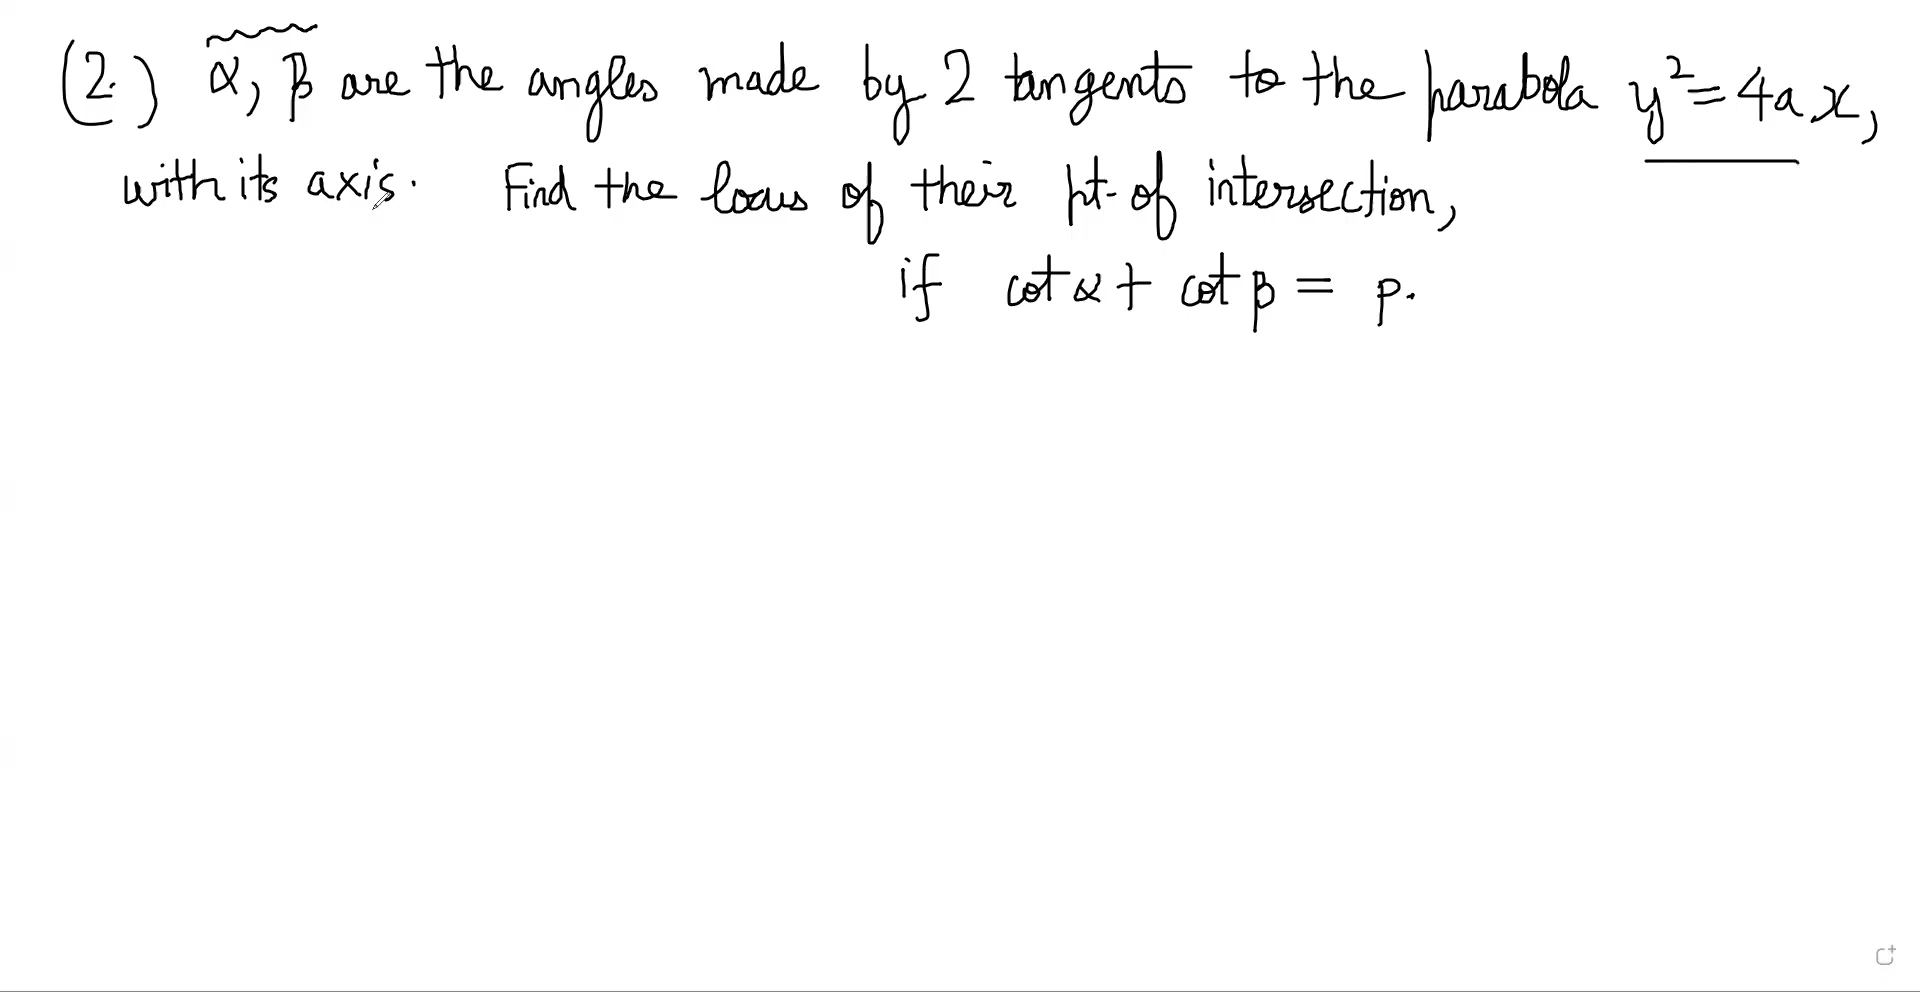 (2.) α, β are the angles made by 2 tangents to the parabola y² = 4ax,
with its axis. Find the locus of their pt. of intersection,
if cot α + cot β = p.